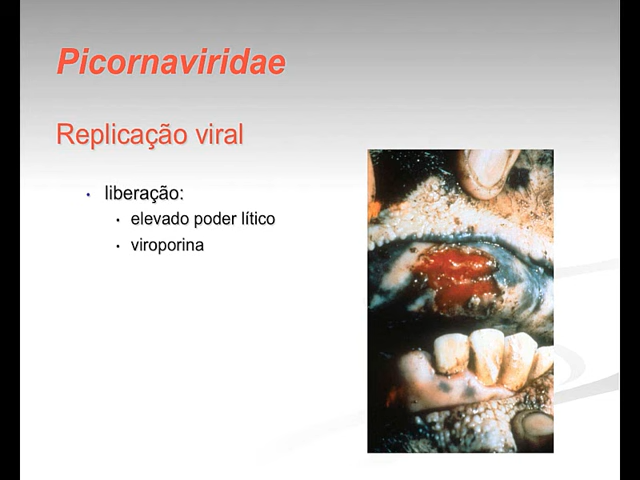 Picornaviridae
Replicação viral
• liberação:
• elevado poder lítico
• viroporina